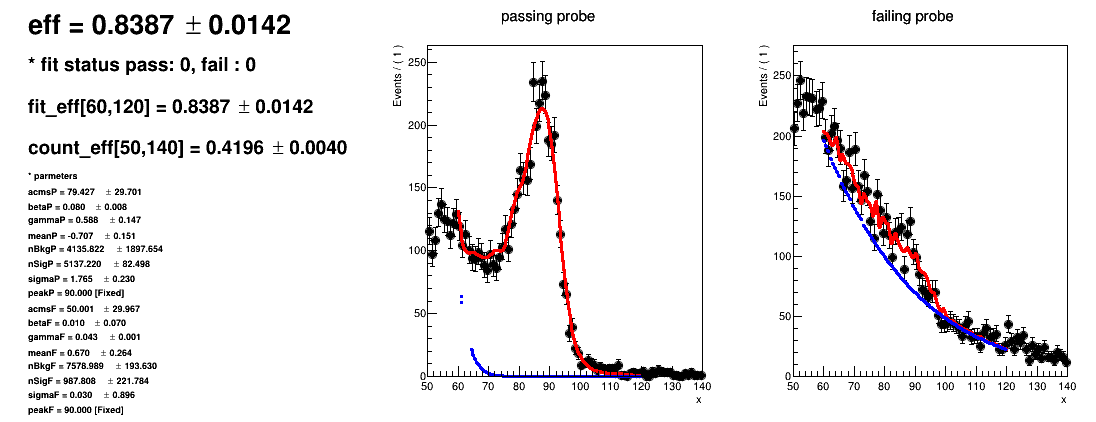 eff = 0.8387 ± 0.0142
* fit status pass: 0, fail : 0
fit_eff[60,120] = 0.8387 ± 0.0142
count_eff[50,140] = 0.4196 ± 0.0040
* parmeters
acmsP = 79.427 ± 29.701
betaP = 0.080 ± 0.008
gammaP = 0.588 ± 0.147
meanP = -0.707 ± 0.151
nBkgP = 4135.822 ± 1897.654
nSigP = 5137.220 ± 82.498
sigmaP = 1.765 ± 0.230
peakP = 90.000 [Fixed]
acmsF = 50.001 ± 29.967
betaF = 0.010 ± 0.070
gammaF = 0.043 ± 0.001
meanF = 0.670 ± 0.264
nBkgF = 7578.989 ± 193.630
nSigF = 987.808 ± 221.784
sigmaF = 0.030 ± 0.896
peakF = 90.000 [Fixed]
passing probe
Events / ( 1 )
250
200
150
100
50
0
50 60 70 80 90 100 110 120 130 140
x
failing probe
Events / ( 1 )
250
200
150
100
50
0
50 60 70 80 90 100 110 120 130 140
x